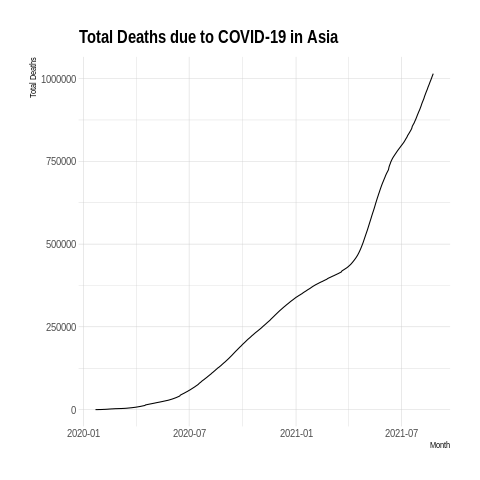 Total Deaths due to COVID-19 in Asia
Total Deaths
1000000
750000
500000
250000
0
2020-01 2020-07 2021-01 2021-07
Month